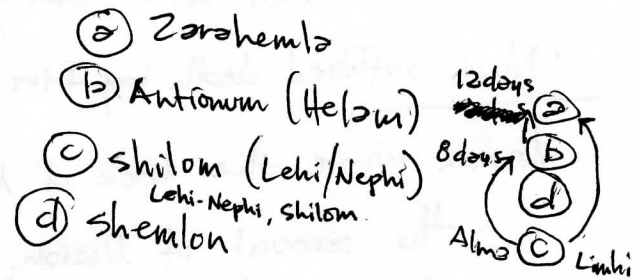 ⓐ Zarahemla
ⓑ Antionum (Helam)
ⓒ shilom (Lehi/Nephi)
Lehi-Nephi, Shilom.
ⓓ shemlon
12days
ⓐ
8days ⓑ
ⓓ
Alma ⓒ Limhi